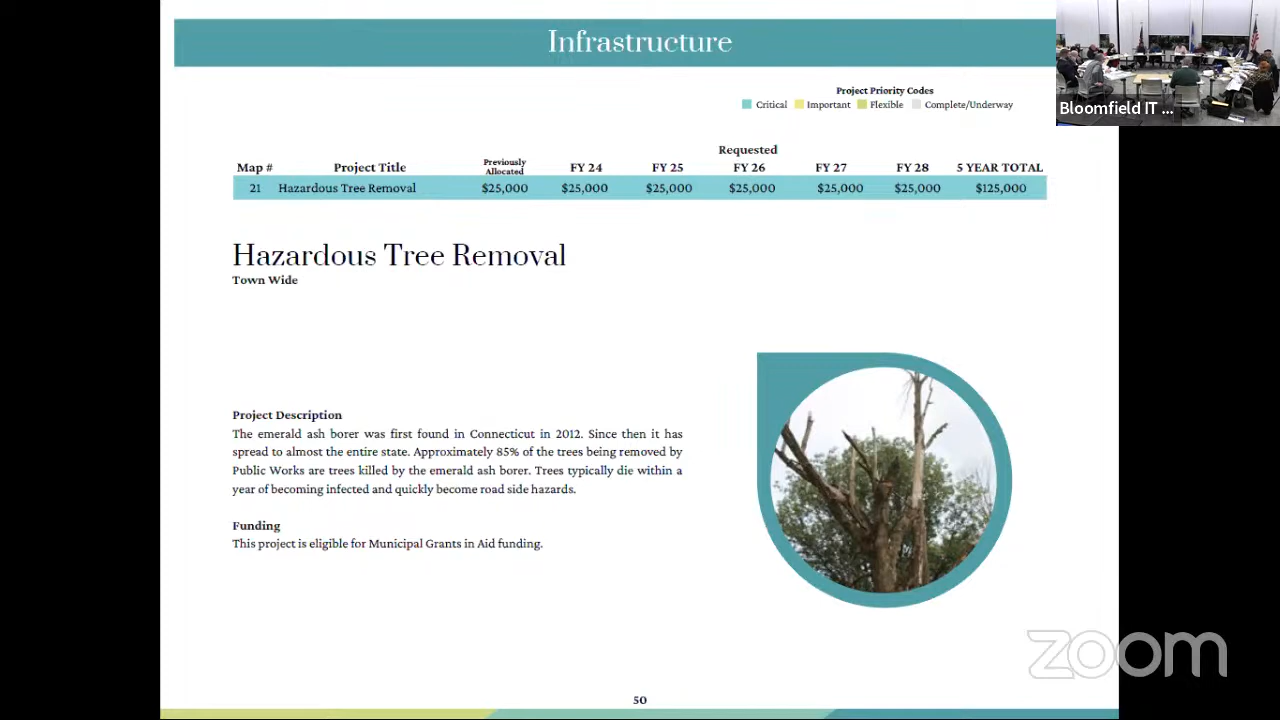 Infrastructure
Project Priority Codes
Critical Important Flexible Complete/Underway
Bloomfield IT ...
Requested
Map # Project Title Previously Allocated FY 24 FY 25 FY 26 FY 27 FY 28 5 YEAR TOTAL
21 Hazardous Tree Removal $25,000 $25,000 $25,000 $25,000 $25,000 $25,000 $125,000
Hazardous Tree Removal
Town Wide
Project Description
The emerald ash borer was first found in Connecticut in 2012. Since then it has
spread to almost the entire state. Approximately 85% of the trees being removed by
Public Works are trees killed by the emerald ash borer. Trees typically die within a
year of becoming infected and quickly become road side hazards.
Funding
This project is eligible for Municipal Grants in Aid funding.
zoom
50